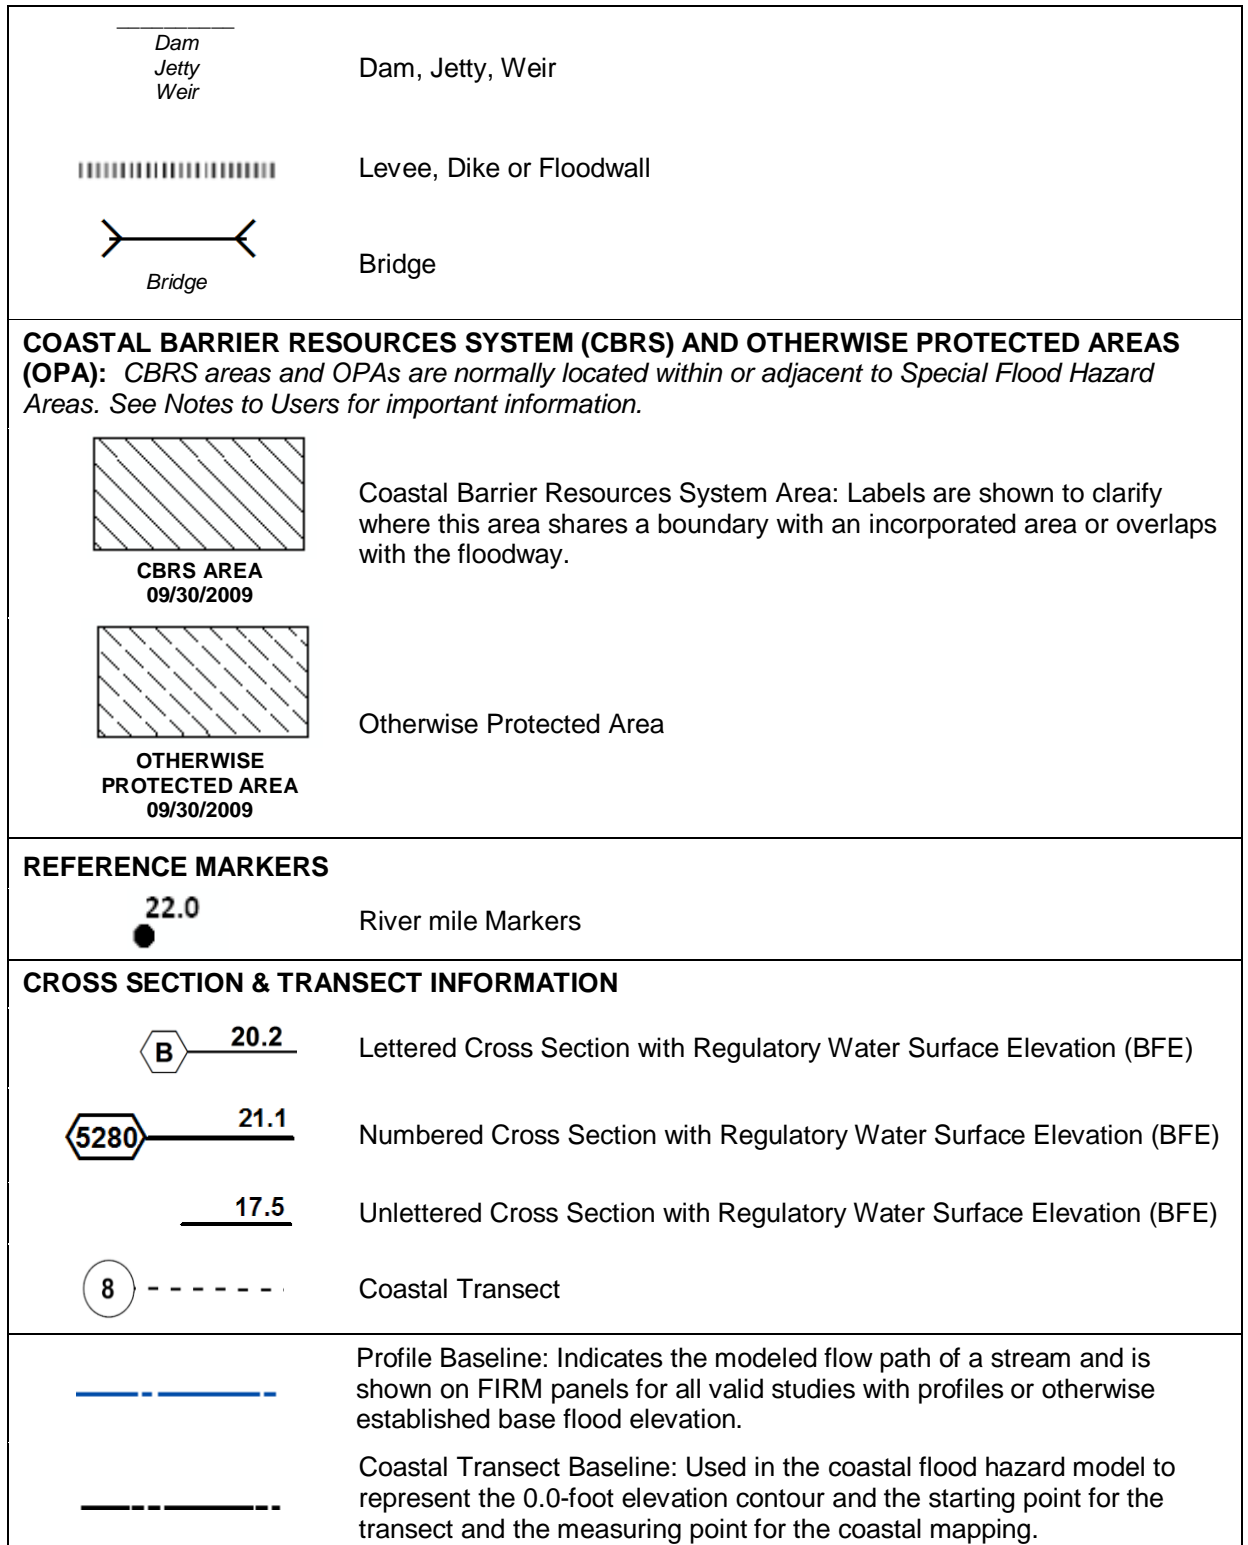 Dam
Jetty
Weir
Dam, Jetty, Weir
Levee, Dike or Floodwall
Bridge
Bridge
COASTAL BARRIER RESOURCES SYSTEM (CBRS) AND OTHERWISE PROTECTED AREAS
(OPA): CBRS areas and OPAs are normally located within or adjacent to Special Flood Hazard
Areas. See Notes to Users for important information.
CBRS AREA
09/30/2009
Coastal Barrier Resources System Area: Labels are shown to clarify
where this area shares a boundary with an incorporated area or overlaps
with the floodway.
OTHERWISE
PROTECTED AREA
09/30/2009
Otherwise Protected Area
REFERENCE MARKERS
22.0
River mile Markers
CROSS SECTION & TRANSECT INFORMATION
B 20.2
Lettered Cross Section with Regulatory Water Surface Elevation (BFE)
5280 21.1
Numbered Cross Section with Regulatory Water Surface Elevation (BFE)
17.5
Unlettered Cross Section with Regulatory Water Surface Elevation (BFE)
8
Coastal Transect
Profile Baseline: Indicates the modeled flow path of a stream and is
shown on FIRM panels for all valid studies with profiles or otherwise
established base flood elevation.
Coastal Transect Baseline: Used in the coastal flood hazard model to
represent the 0.0-foot elevation contour and the starting point for the
transect and the measuring point for the coastal mapping.